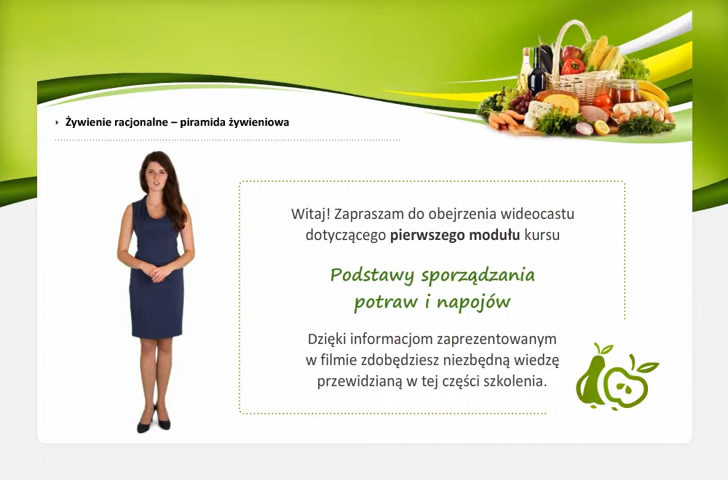 Żywienie racjonalne – piramida żywieniowa
Witaj! Zapraszam do obejrzenia wideocastu
dotyczącego pierwszego modułu kursu
Podstawy sporządzania
potraw i napojów
Dzięki informacjom zaprezentowanym
w filmie zdobędziesz niezbędną wiedzę
przewidzianą w tej części szkolenia.